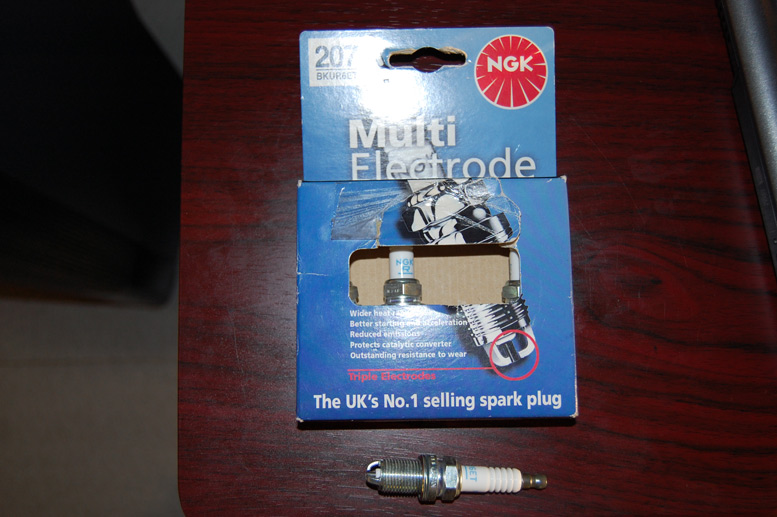 207
NGK
Multi
Electrode
NGK
Wider heat
Better starting and acceleration
Reduced emissions
Protects catalytic converter
Outstanding resistance to wear
Triple Electrodes
The UK's No.1 selling spark plug